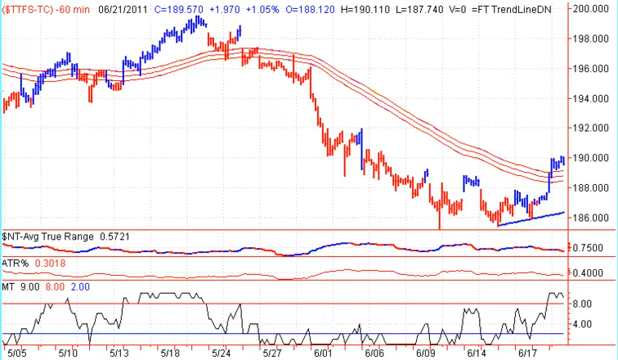 ($TTFS-TC) -60 min 06/21/2011 C=189.570 +1.970 +1.05% O=188.120 H=190.110 L=187.740 V=0 =FT TrendLineDN
200.000
198.000
196.000
194.000
192.000
190.000
188.000
186.000
$NT-Avg True Range 0.5721
0.7500
ATR% 0.3018
0.4000
MT 9.00 8.00 2.00
8.00
4.00
5/05 5/10 5/13 5/18 5/24 5/27 6/01 6/06 6/09 6/14 6/17